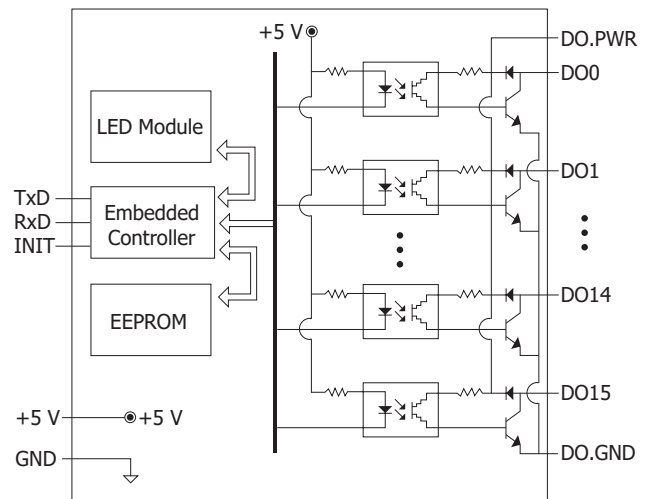 +5 V
DO.PWR
DO0
LED Module
DO1
TxD
RxD
INIT
Embedded
Controller
DO14
EEPROM
DO15
+5 V
+5 V
GND
DO.GND